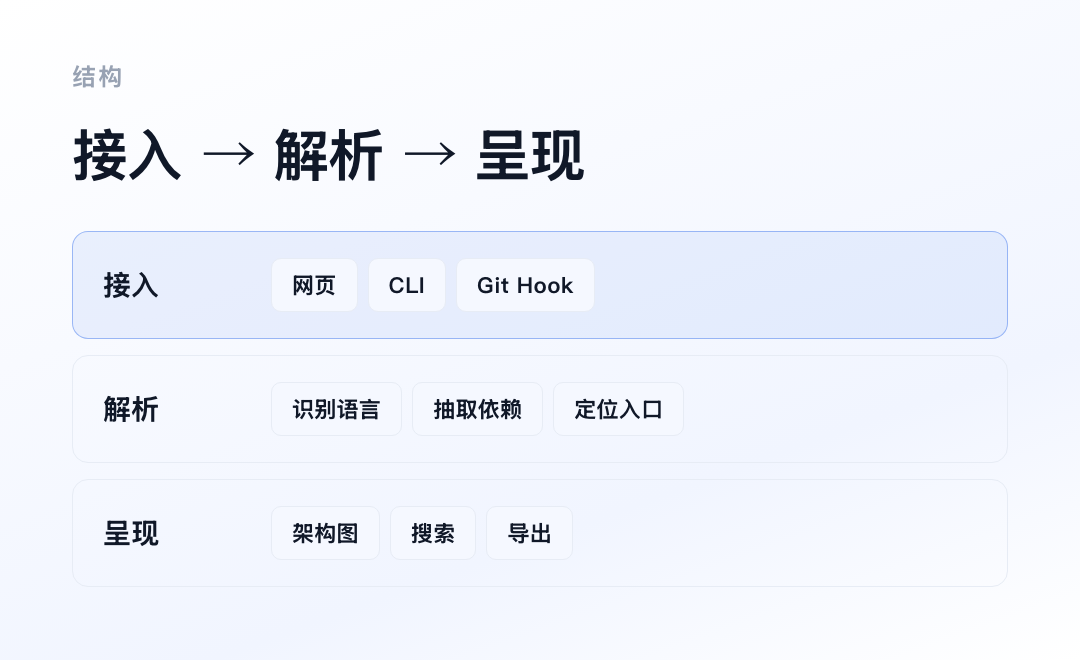 结构
接入 → 解析 → 呈现
接入 网页 CLI Git Hook
解析 识别语言 抽取依赖 定位入口
呈现 架构图 搜索 导出